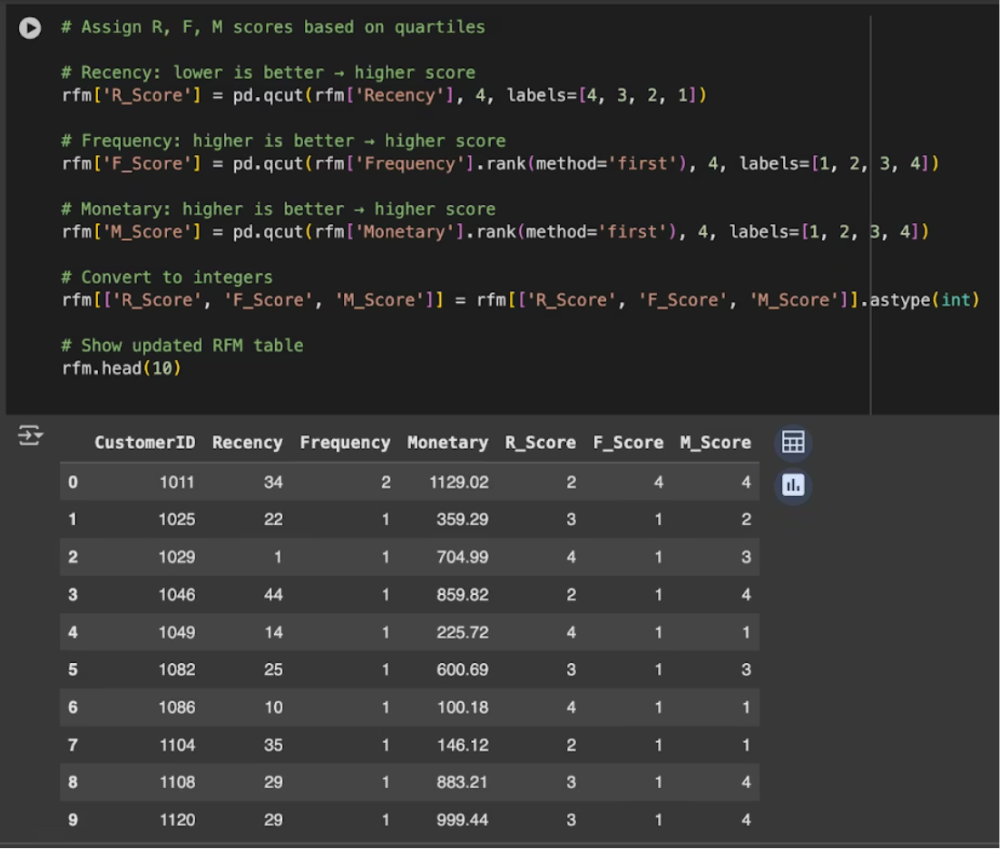 # Assign R, F, M scores based on quartiles
# Recency: lower is better → higher score
rfm['R_Score'] = pd.qcut(rfm['Recency'], 4, labels=[4, 3, 2, 1])
# Frequency: higher is better → higher score
rfm['F_Score'] = pd.qcut(rfm['Frequency'].rank(method='first'), 4, labels=[1, 2, 3, 4])
# Monetary: higher is better → higher score
rfm['M_Score'] = pd.qcut(rfm['Monetary'].rank(method='first'), 4, labels=[1, 2, 3, 4])
# Convert to integers
rfm[['R_Score', 'F_Score', 'M_Score']] = rfm[['R_Score', 'F_Score', 'M_Score']].astype(int)
# Show updated RFM table
rfm.head(10)
CustomerID Recency Frequency Monetary R_Score F_Score M_Score
0 1011 34 2 1129.02 2 4 4
1 1025 22 1 359.29 3 1 2
2 1029 1 1 704.99 4 1 3
3 1046 44 1 859.82 2 1 4
4 1049 14 1 225.72 4 1 1
5 1082 25 1 600.69 3 1 3
6 1086 10 1 100.18 4 1 1
7 1104 35 1 146.12 2 1 1
8 1108 29 1 883.21 3 1 4
9 1120 29 1 999.44 3 1 4